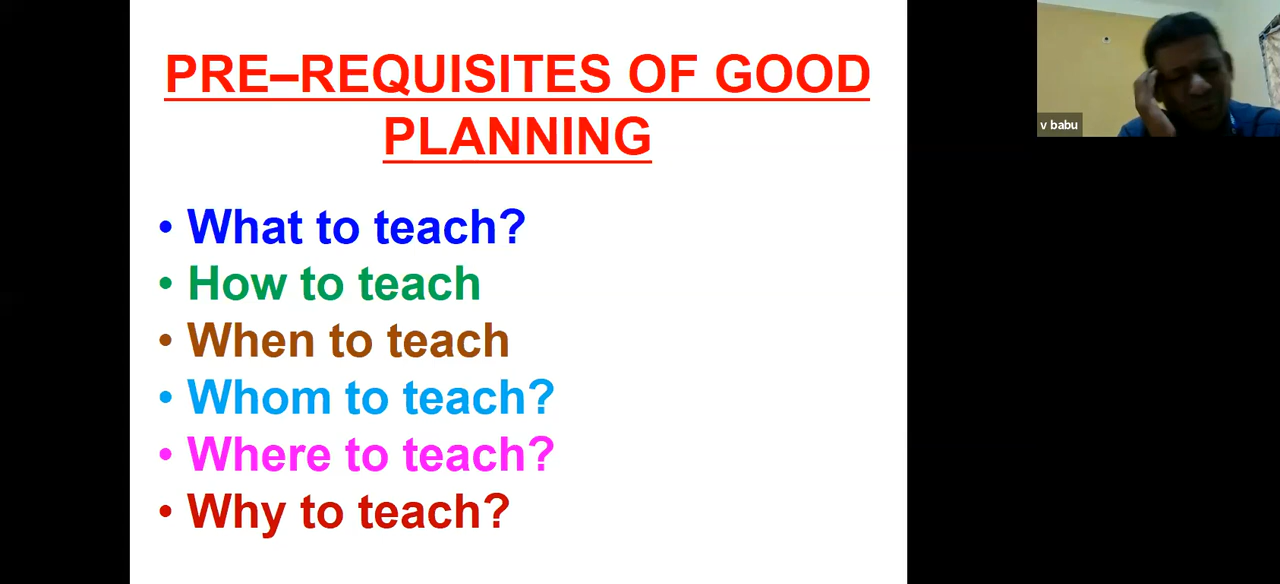 PRE–REQUISITES OF GOOD
PLANNING
• What to teach?
• How to teach
• When to teach
• Whom to teach?
• Where to teach?
• Why to teach?
v babu